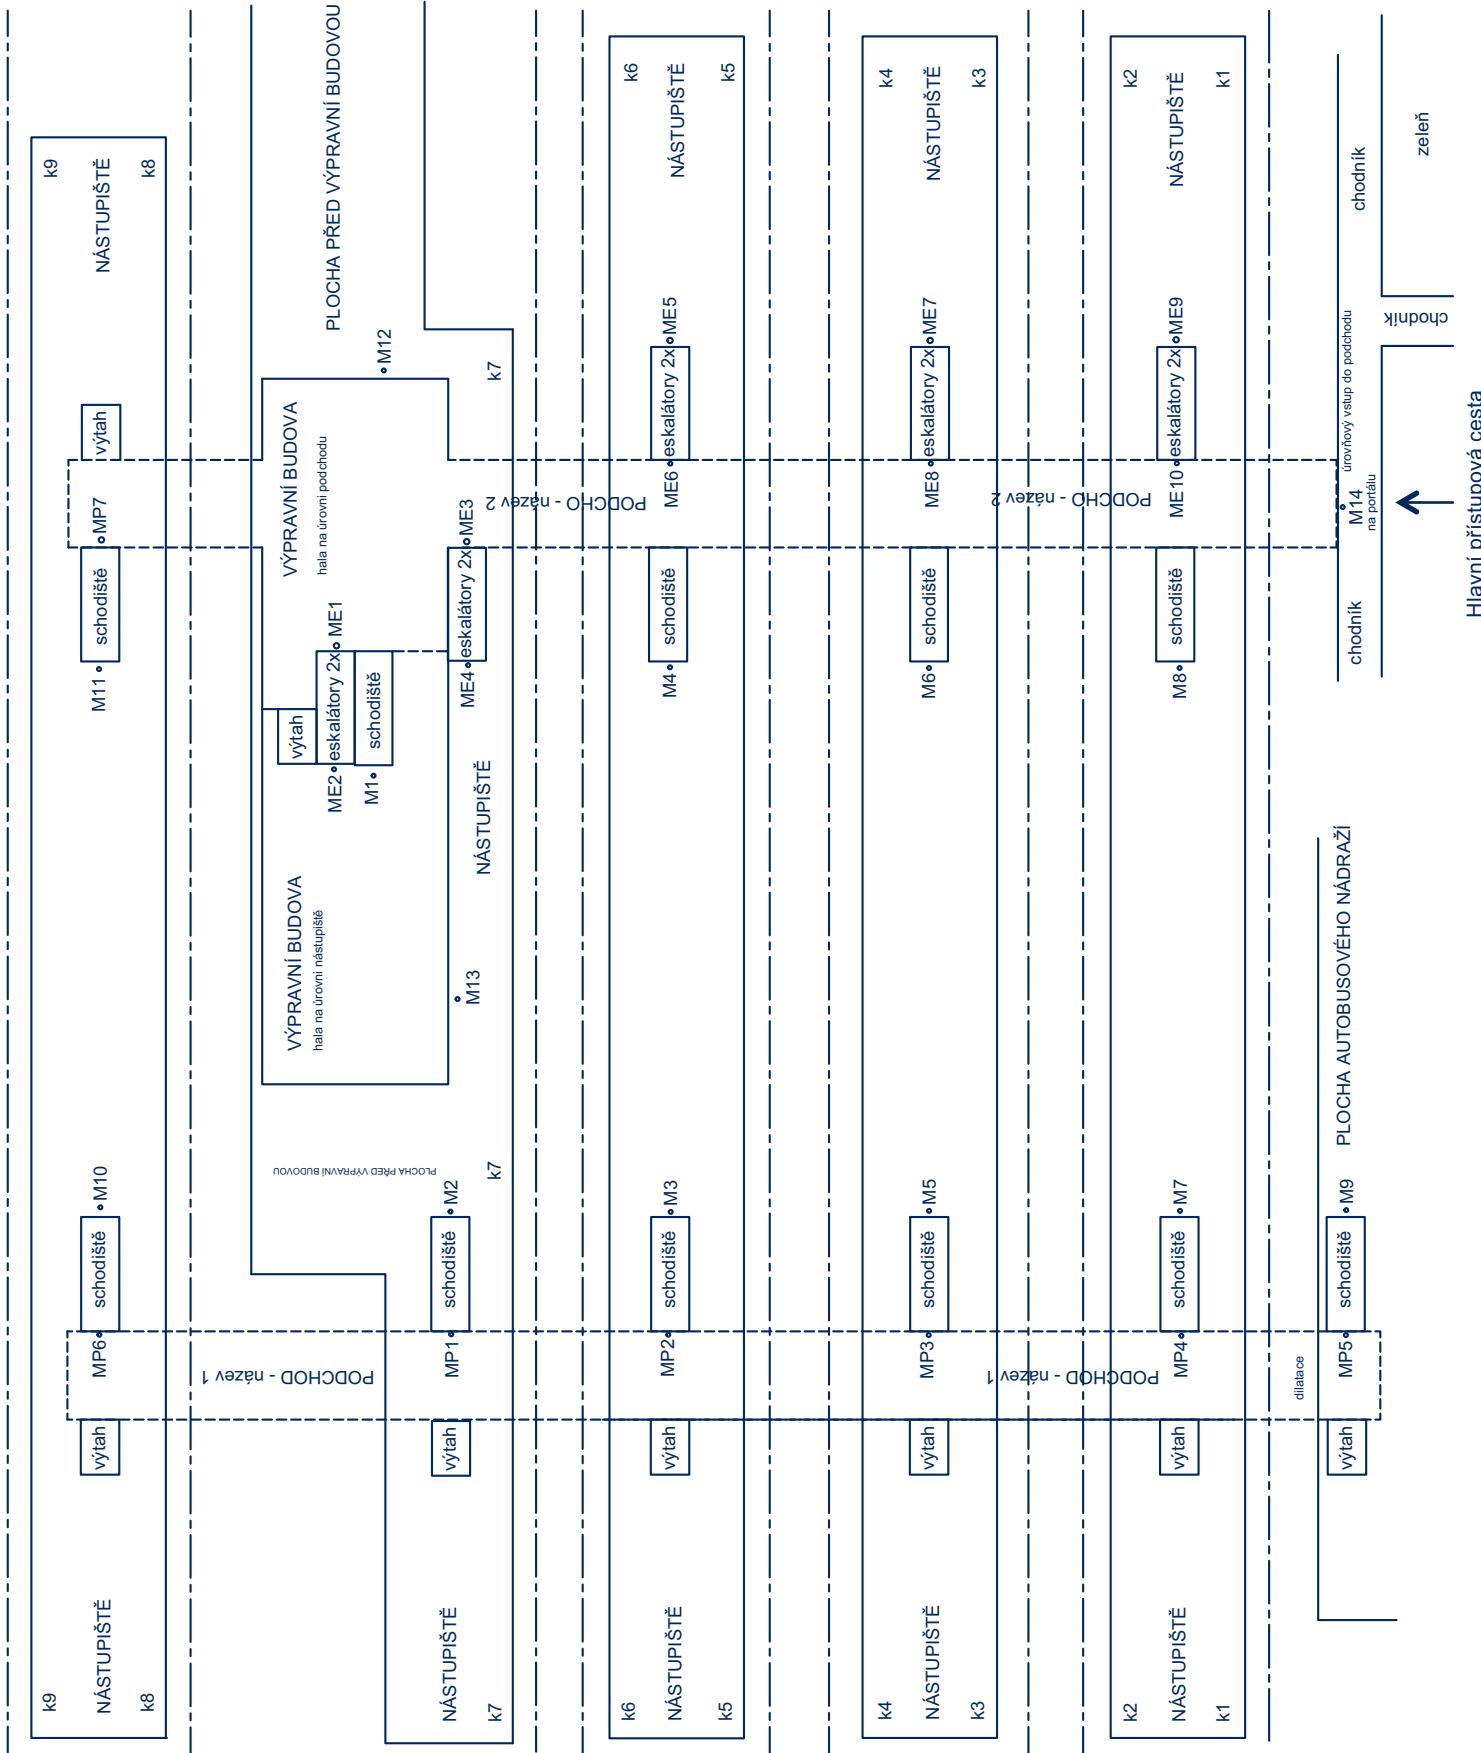 k9
NÁSTUPIŠTĚ
k8
výtah
MP7
schodiště
M11
M10
schodiště
MP6
výtah
k9
NÁSTUPIŠTĚ
k8
PLOCHA PŘED VÝPRAVNÍ BUDOVOU
M12
k7
VÝPRAVNÍ BUDOVA
hala na úrovni podchodu
ME1
eskalátory 2x
ME2
výtah
schodiště
M1
ME3
eskalátory 2x
ME4
NÁSTUPIŠTĚ
VÝPRAVNÍ BUDOVA
hala na úrovni nástupiště
M13
PLOCHA PŘED VÝPRAVNÍ BUDOVOU
k7
M2
schodiště
MP1
PODCHOD - název 1
výtah
NÁSTUPIŠTĚ
k7
k6
NÁSTUPIŠTĚ
k5
ME5
eskalátory 2x
ME6
PODCHO - název 2
schodiště
M4
M3
schodiště
MP2
výtah
k6
NÁSTUPIŠTĚ
k5
k4
NÁSTUPIŠTĚ
k3
ME7
eskalátory 2x
ME8
schodiště
M6
M5
schodiště
MP3
výtah
k4
NÁSTUPIŠTĚ
k3
k2
NÁSTUPIŠTĚ
k1
ME9
eskalátory 2x
ME10
PODCHO - název 2
schodiště
M8
M7
schodiště
MP4
PODCHOD - název 1
výtah
k2
NÁSTUPIŠTĚ
k1
chodník
zeleň
chodník
úrovňový vstup do podchodu
M14
na portálu
chodník
Hlavní přístupová cesta
PLOCHA AUTOBUSOVÉHO NÁDRAŽÍ
M9
schodiště
MP5
dilatace
výtah